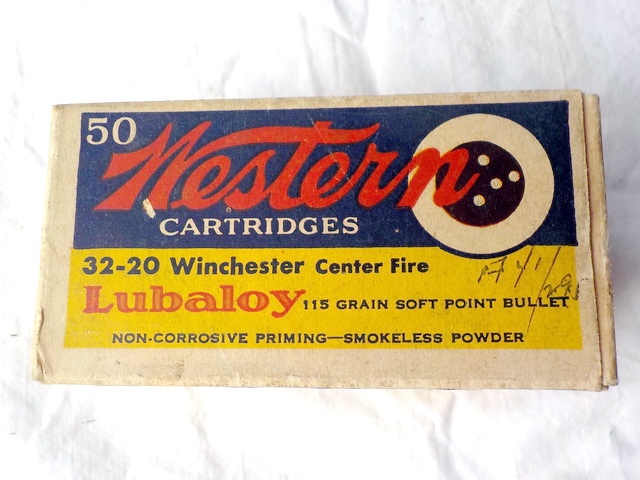 50 Western
CARTRIDGES
32-20 Winchester Center Fire
Lubaloy 115 GRAIN SOFT POINT BULLET
NON-CORROSIVE PRIMING—SMOKELESS POWDER